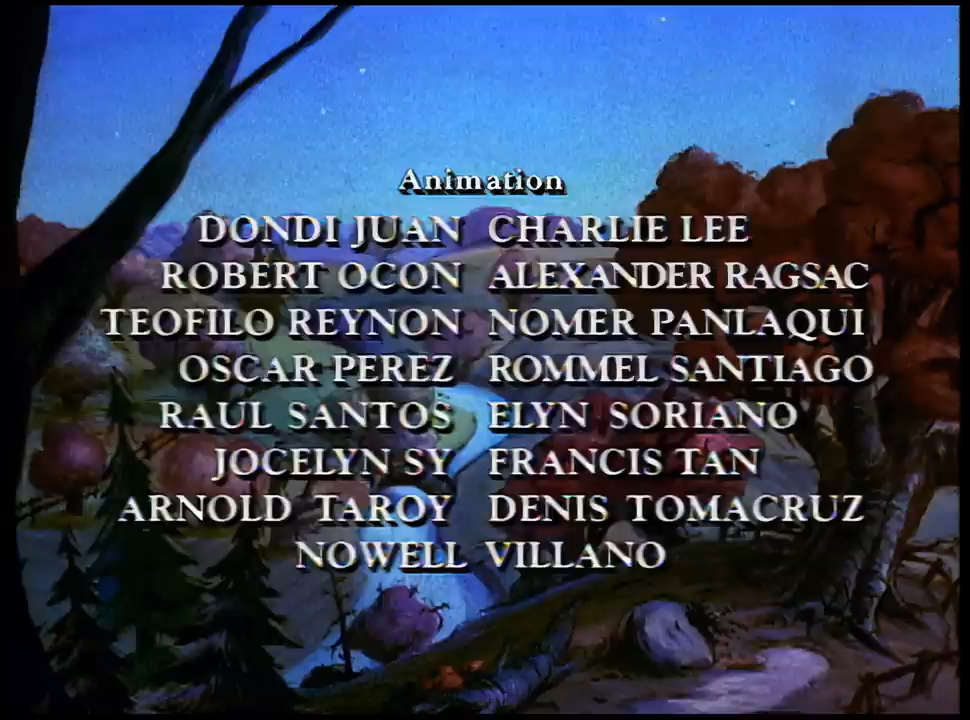 Animation
DONDI JUAN CHARLIE LEE
ROBERT OCON ALEXANDER RAGSAC
TEOFILO REYNON NOMER PANLAQUI
OSCAR PEREZ ROMMEL SANTIAGO
RAUL SANTOS ELYN SORIANO
JOCELYN SY FRANCIS TAN
ARNOLD TAROY DENIS TOMACRUZ
NOWELL VILLANO